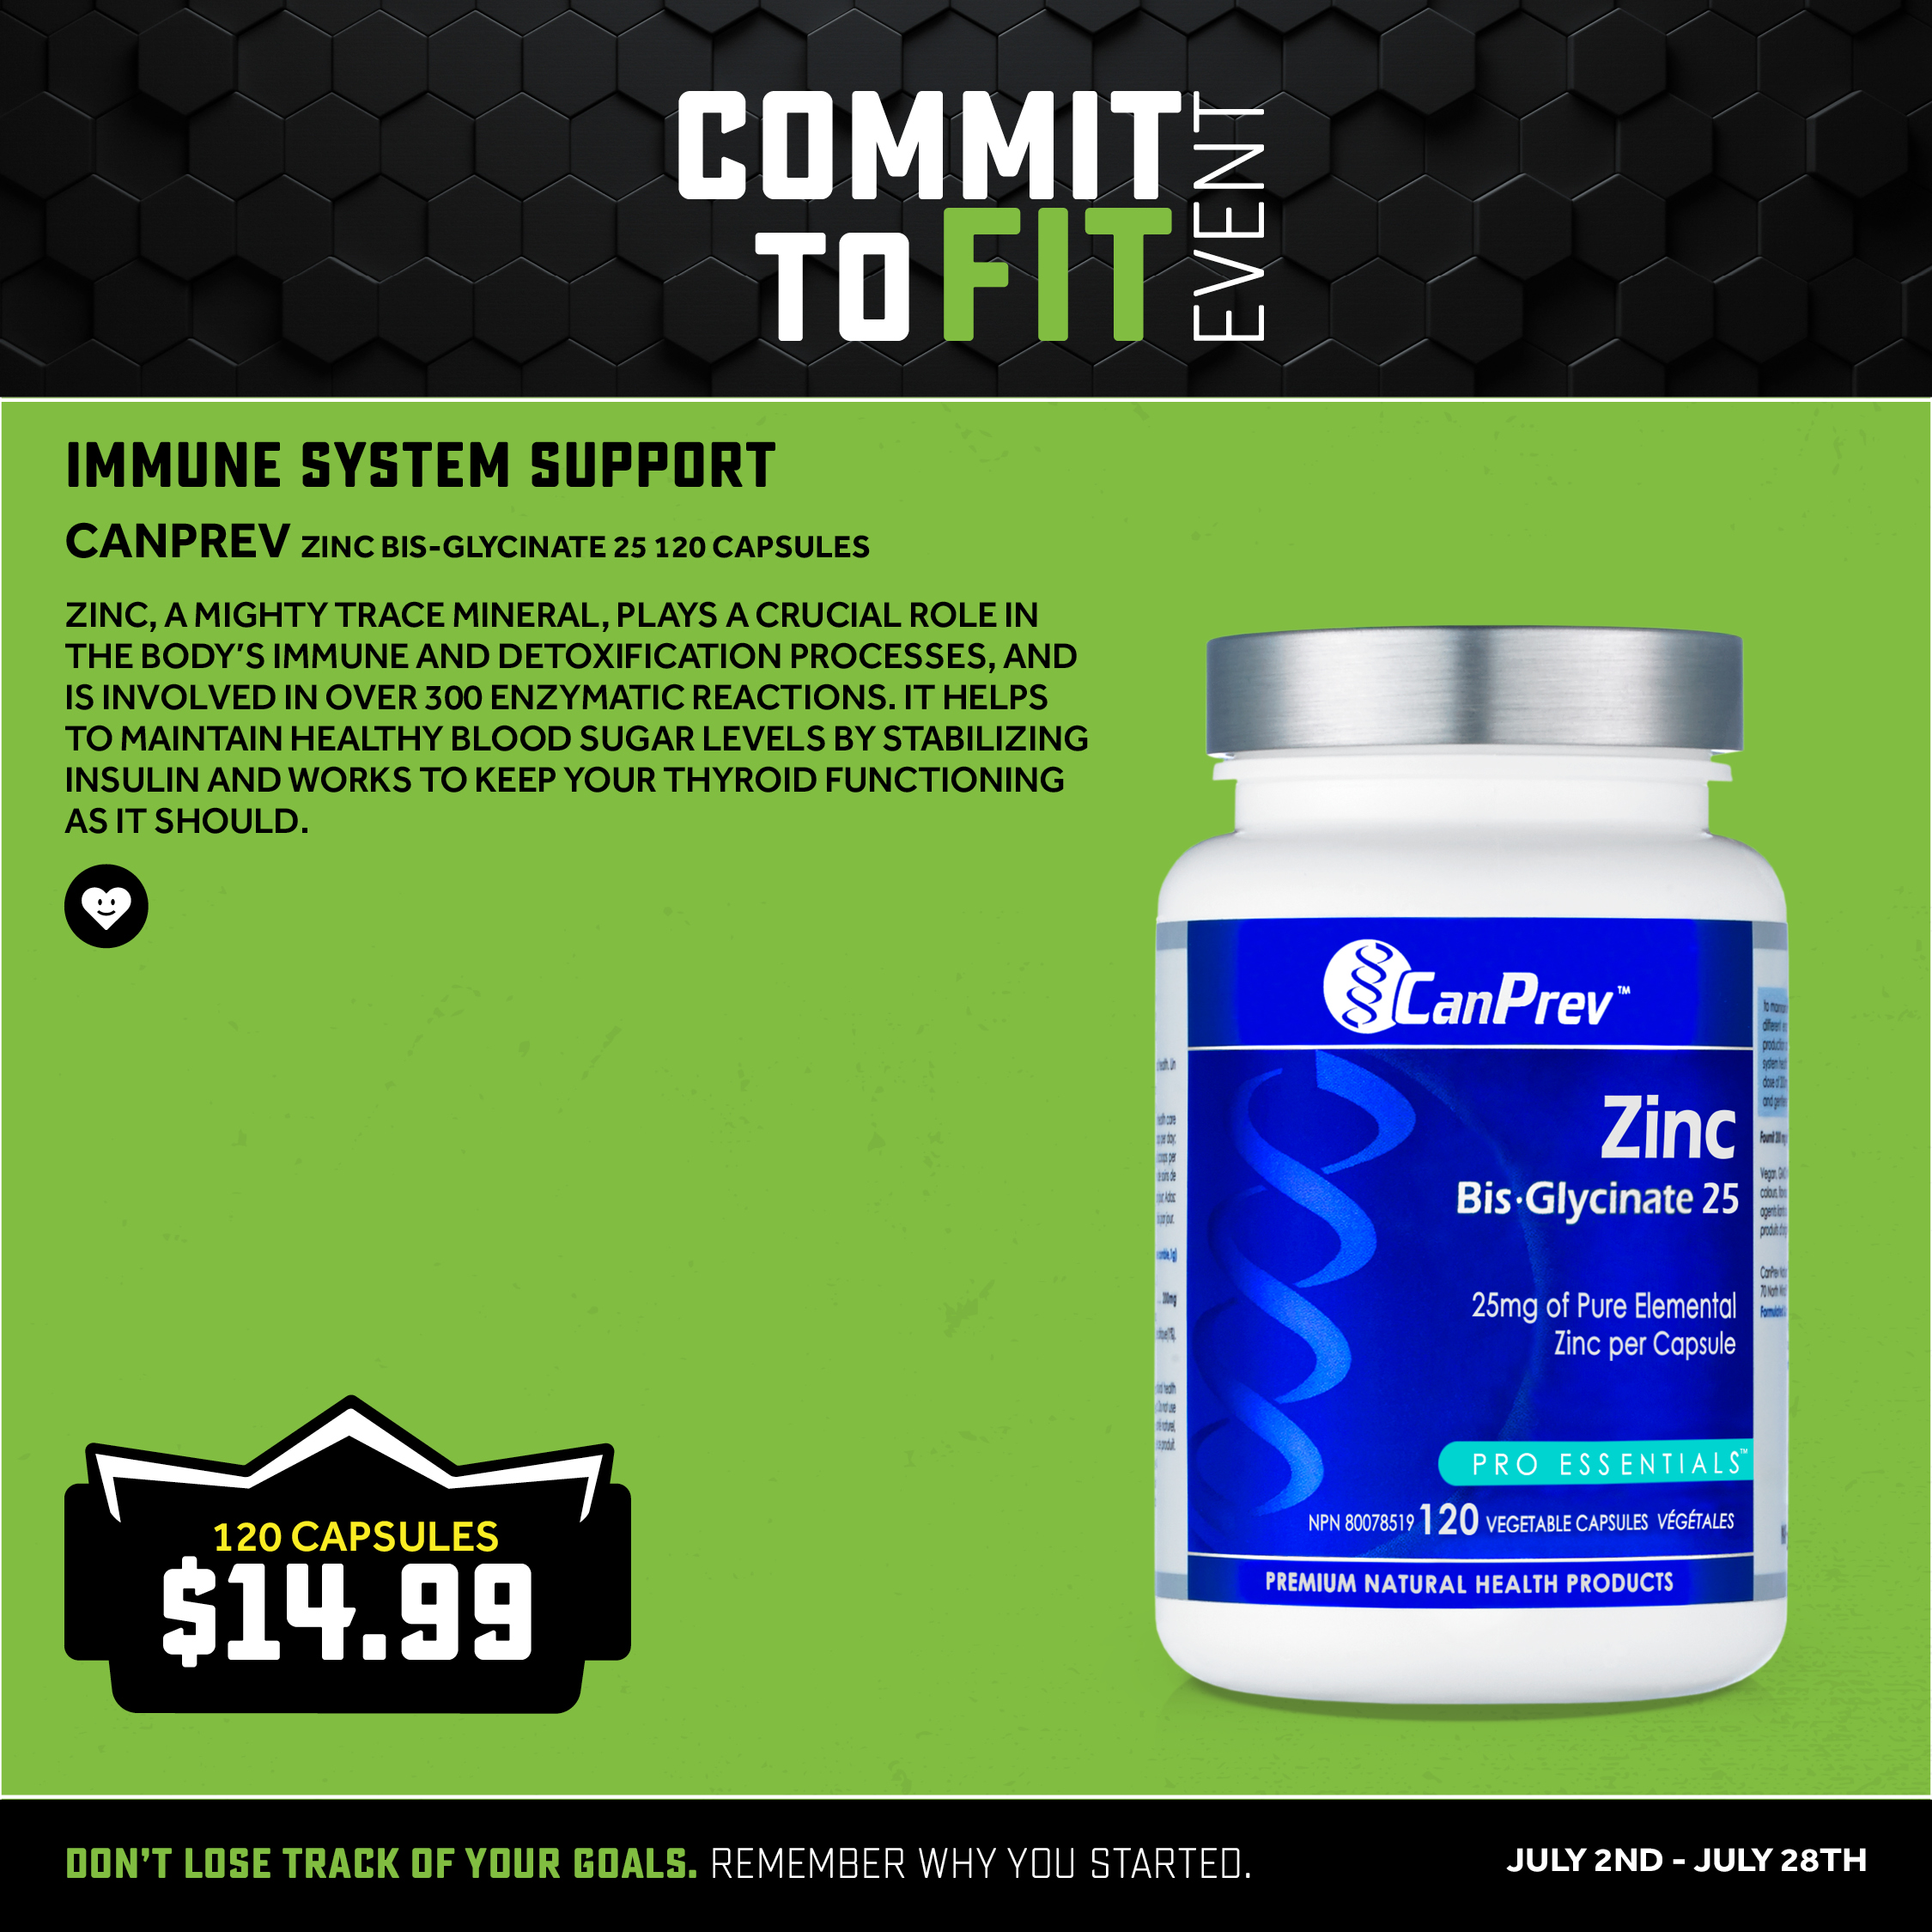 COMMIT
TO FIT
EVENT
IMMUNE SYSTEM SUPPORT
CANPREV ZINC BIS-GLYCINATE 25 120 CAPSULES
ZINC, A MIGHTY TRACE MINERAL, PLAYS A CRUCIAL ROLE IN
THE BODY'S IMMUNE AND DETOXIFICATION PROCESSES, AND
IS INVOLVED IN OVER 300 ENZYMATIC REACTIONS. IT HELPS
TO MAINTAIN HEALTHY BLOOD SUGAR LEVELS BY STABILIZING
INSULIN AND WORKS TO KEEP YOUR THYROID FUNCTIONING
AS IT SHOULD.
CanPrev™
Zinc
Bis·Glycinate 25
25mg of Pure Elemental
Zinc per Capsule
PRO ESSENTIALS™
NPN 80078519 120 VEGETABLE CAPSULES VÉGÉTALES
PREMIUM NATURAL HEALTH PRODUCTS
120 CAPSULES
$14.99
DON'T LOSE TRACK OF YOUR GOALS. REMEMBER WHY YOU STARTED.
JULY 2ND - JULY 28TH